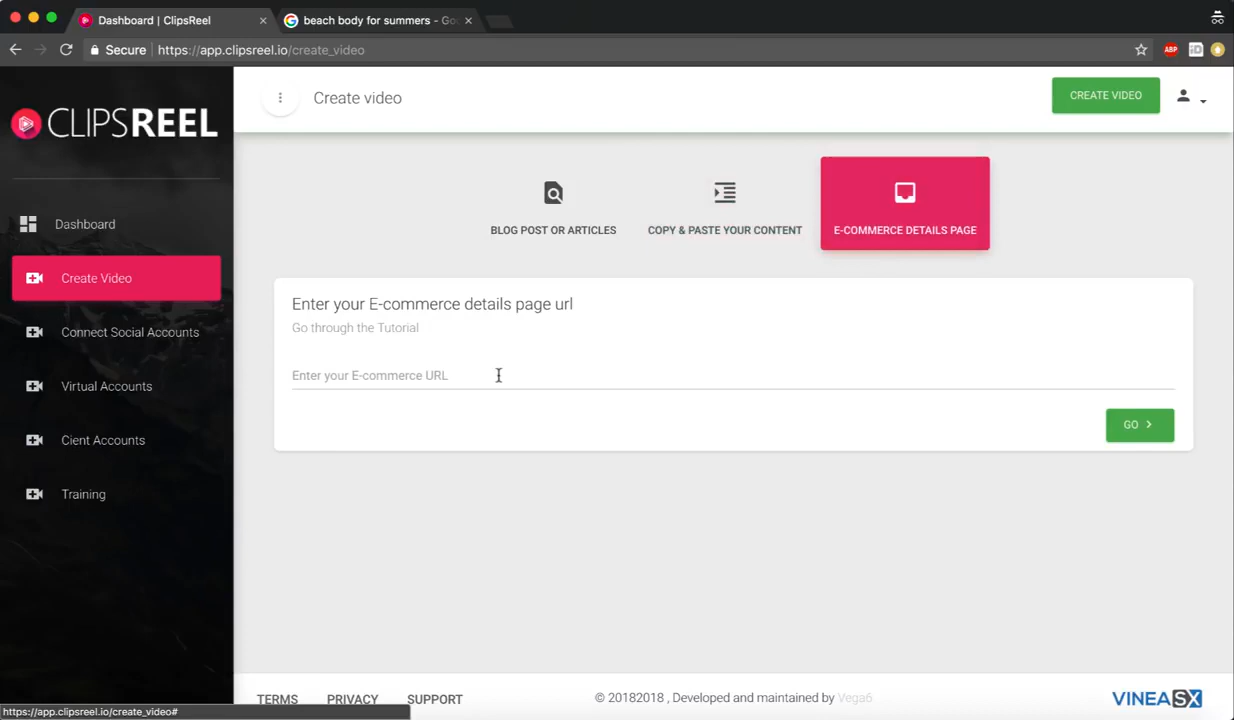 Dashboard | ClipsReel
beach body for summers - Goo
Secure https://app.clipsreel.io/create_video
ABP
CLIPSREEL
Create video
CREATE VIDEO
Dashboard
Create Video
Connect Social Accounts
Virtual Accounts
Cient Accounts
Training
BLOG POST OR ARTICLES
COPY & PASTE YOUR CONTENT
E-COMMERCE DETAILS PAGE
Enter your E-commerce details page url
Go through the Tutorial
Enter your E-commerce URL
GO
TERMS PRIVACY SUPPORT
© 20182018 , Developed and maintained by Vega6
VINEASX
https://app.clipsreel.io/create_video#